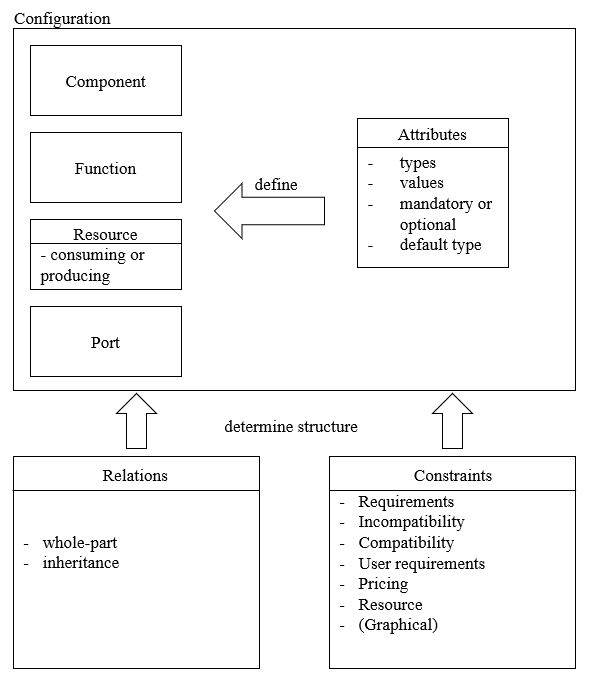 Configuration
Component
Function
Resource
- consuming or
producing
Port
define
Attributes
- types
- values
- mandatory or
optional
- default type
determine structure
Relations
- whole-part
- inheritance
Constraints
- Requirements
- Incompatibility
- Compatibility
- User requirements
- Pricing
- Resource
- (Graphical)